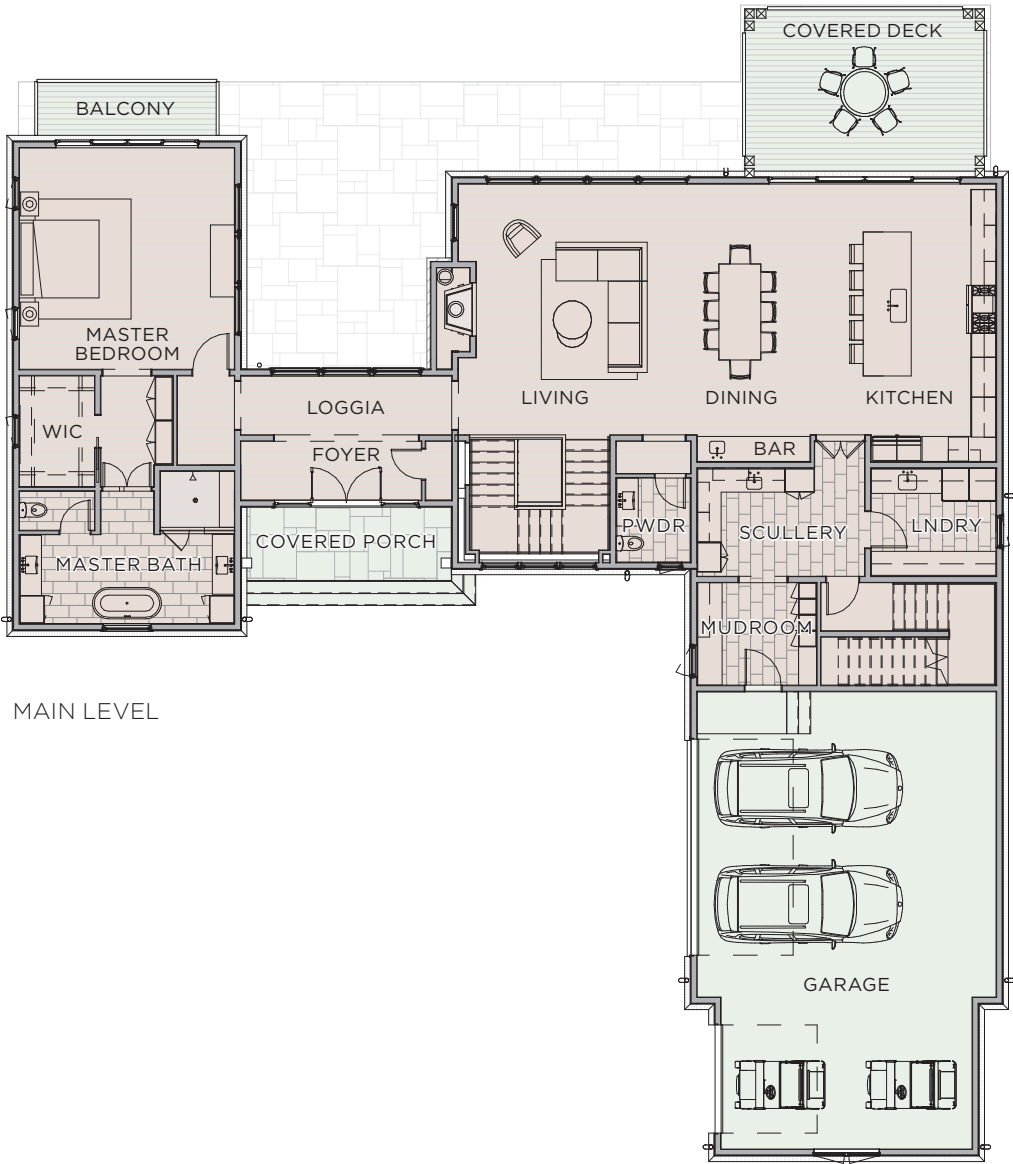 COVERED DECK
BALCONY
MASTER
BEDROOM
LIVING
DINING
KITCHEN
LOGGIA
WIC
FOYER
BAR
PWDR
SCULLERY
LNDRY
COVERED PORCH
MASTER BATH
MUDROOM
MAIN LEVEL
GARAGE